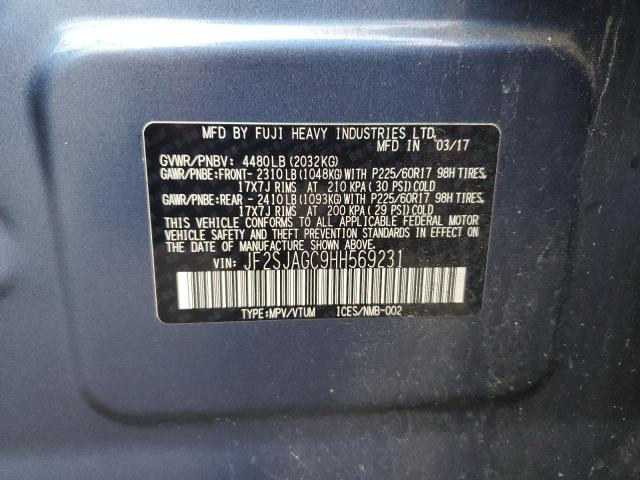 MFD BY FUJI HEAVY INDUSTRIES LTD.
MFD IN 03/17
GVWR/PNBV: 4480LB(2032KG)
GAWR/PNBE:FRONT- 2310LB(1048KG)WITH P225/60R17 98H TIRES,
17X7J RIMS AT 210 KPA(30 PSI)COLD
GAWR/PNBE:REAR - 2410LB(1093KG)WITH P225/60R17 98H TIRES,
17X7J RIMS AT 200 KPA(29 PSI)COLD
THIS VEHICLE CONFORMS TO ALL APPLICABLE FEDERAL MOTOR
VEHICLE SAFETY, BUMPER, AND THEFT PREVENTION STANDARDS
IN EFFECT ON THE DATE OF MANUFACTURE SHOWN ABOVE.
VIN: JF2SJAGC9HH569231
TYPE:MPV/VTUM ICES/NMB-002